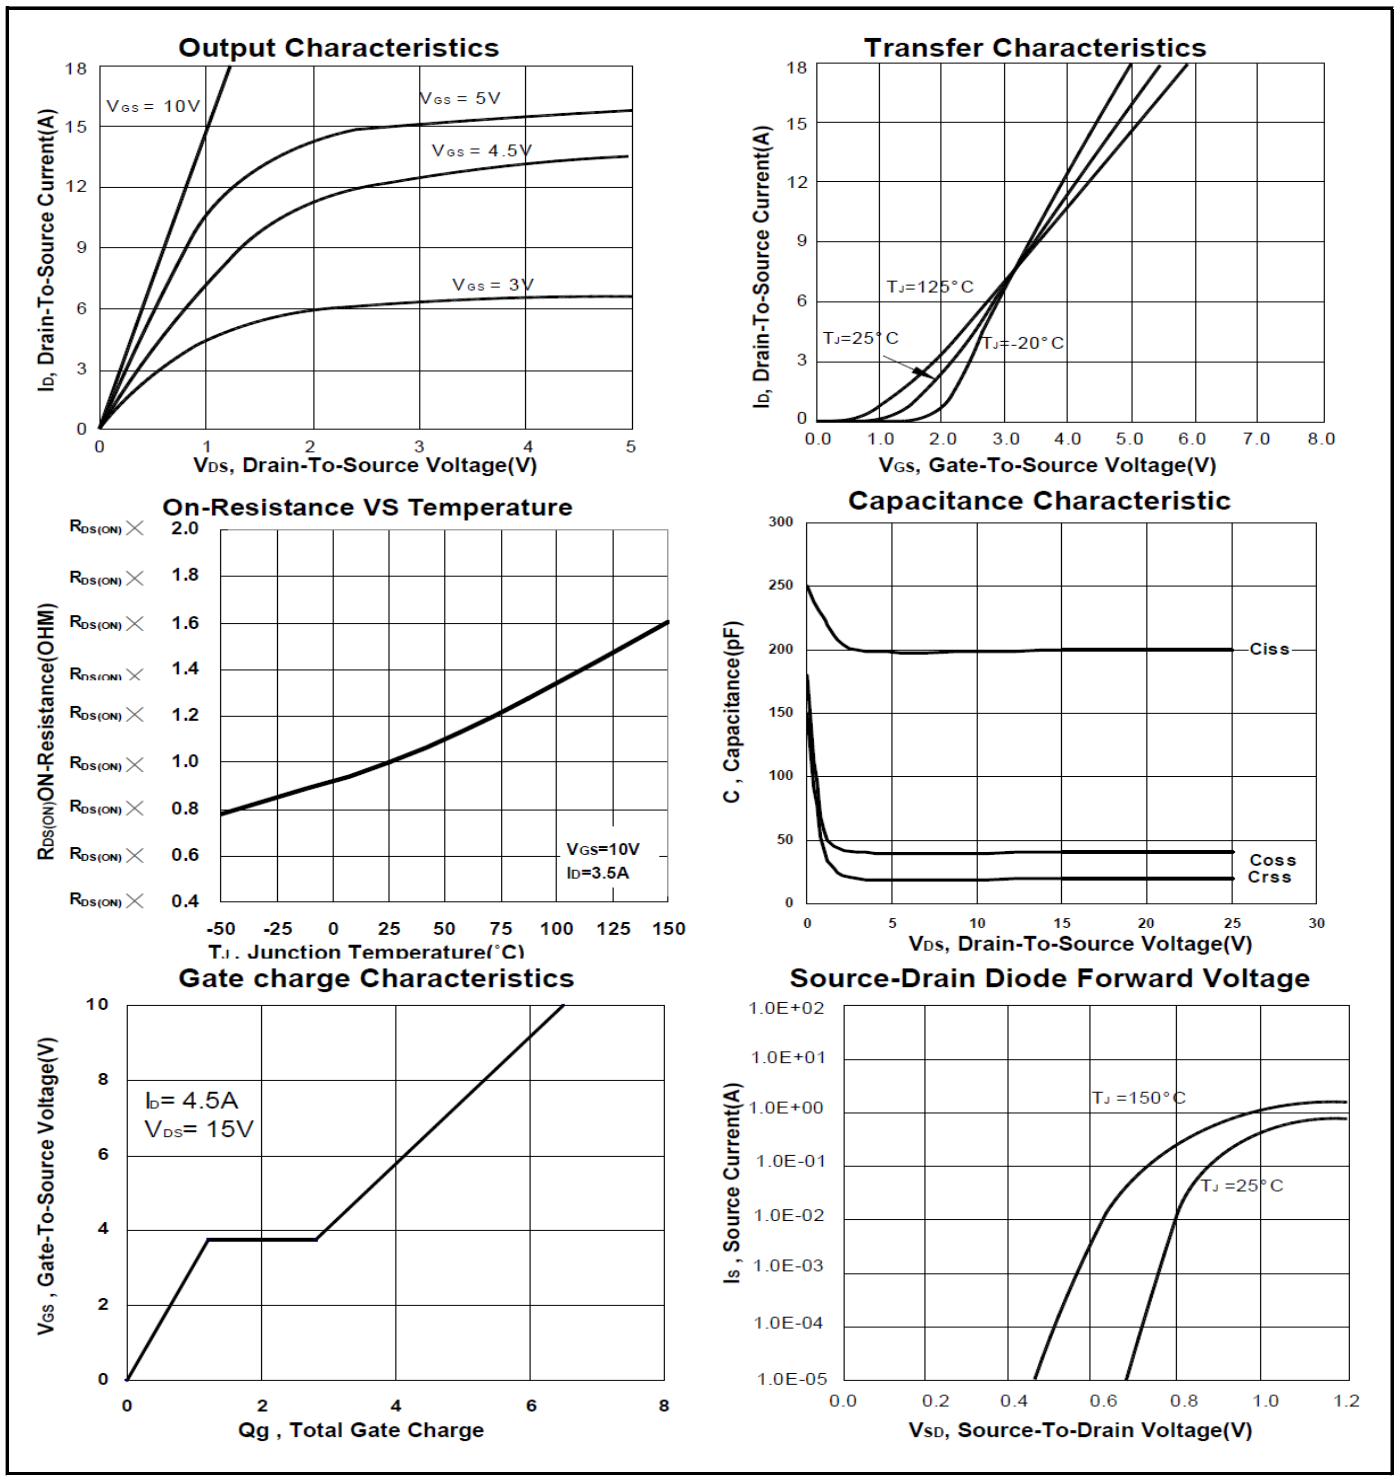 Output Characteristics
18
15
12
9
6
3
0
0 1 2 3 4 5
VGS = 10V
VGS = 5V
VGS = 4.5V
VGS = 3V
ID, Drain-To-Source Current(A)
VDS, Drain-To-Source Voltage(V)
Transfer Characteristics
18
15
12
9
6
3
0
0.0 1.0 2.0 3.0 4.0 5.0 6.0 7.0 8.0
TJ=125°C
TJ=25°C
TJ=-20°C
ID, Drain-To-Source Current(A)
VGS, Gate-To-Source Voltage(V)
On-Resistance VS Temperature
RDS(ON) × 2.0
RDS(ON) × 1.8
RDS(ON) × 1.6
RDS(ON) × 1.4
RDS(ON) × 1.2
RDS(ON) × 1.0
RDS(ON) × 0.8
RDS(ON) × 0.6
RDS(ON) × 0.4
-50 -25 0 25 50 75 100 125 150
VGS=10V
ID=3.5A
RDS(ON)ON-Resistance(OHM)
TJ , Junction Temperature(°C)
Capacitance Characteristic
300
250
200
150
100
50
0
0 5 10 15 20 25 30
Ciss
Coss
Crss
C , Capacitance(pF)
VDS, Drain-To-Source Voltage(V)
Gate charge Characteristics
10
8
6
4
2
0
0 2 4 6 8
ID= 4.5A
VDS= 15V
VGS , Gate-To-Source Voltage(V)
Qg , Total Gate Charge
Source-Drain Diode Forward Voltage
1.0E+02
1.0E+01
1.0E+00
1.0E-01
1.0E-02
1.0E-03
1.0E-04
1.0E-05
0.0 0.2 0.4 0.6 0.8 1.0 1.2
TJ =150°C
TJ =25°C
IS , Source Current(A)
VSD, Source-To-Drain Voltage(V)